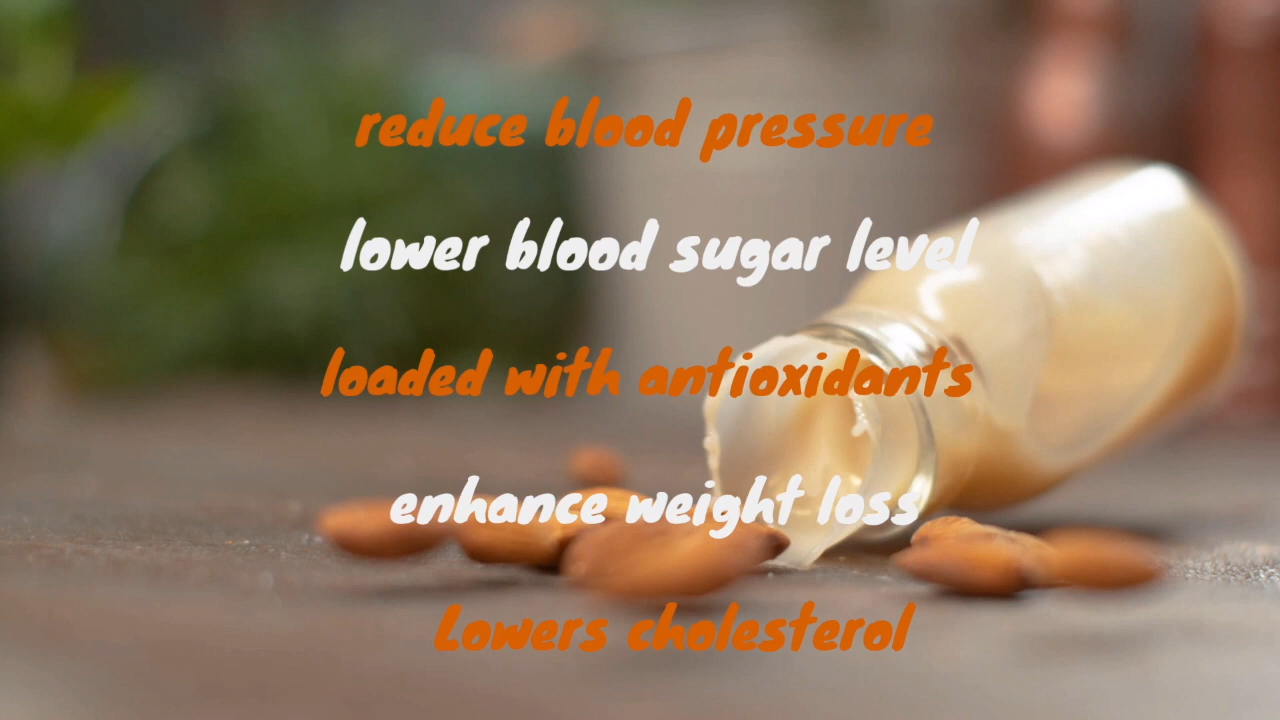 reduce blood pressure
lower blood sugar level
loaded with antioxidants
enhance weight loss
Lowers cholesterol